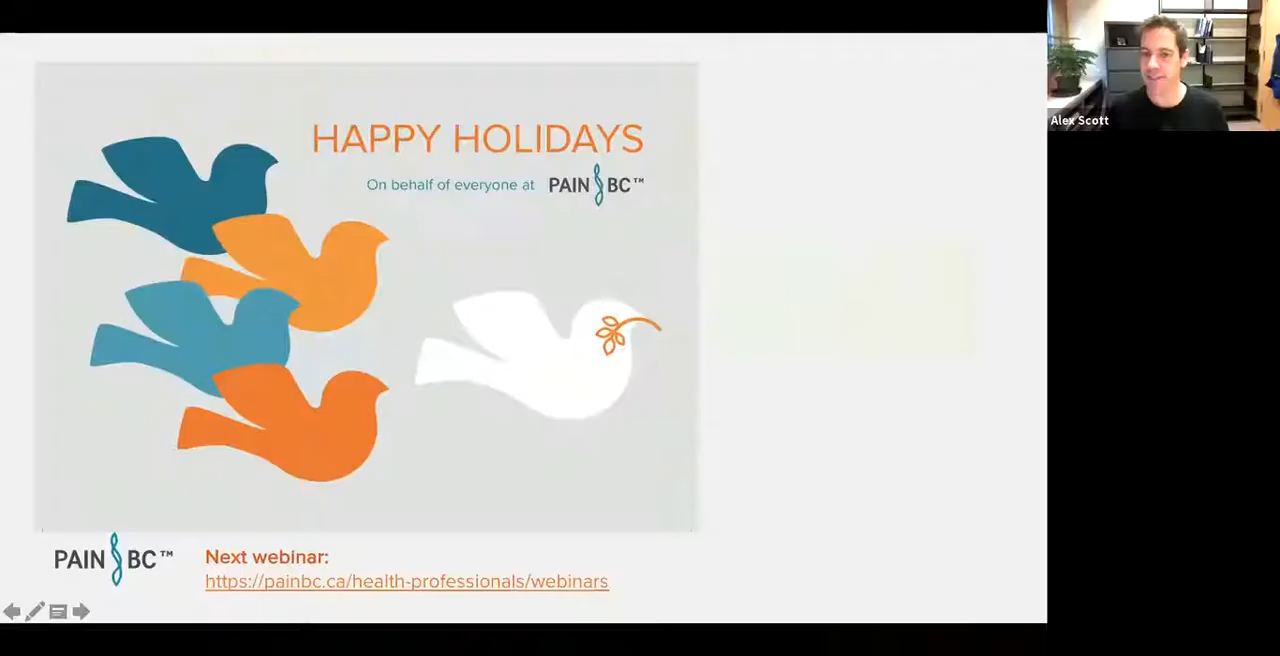 HAPPY HOLIDAYS
On behalf of everyone at PAIN BC™
PAIN BC™
Next webinar:
https://painbc.ca/health-professionals/webinars
Alex Scott